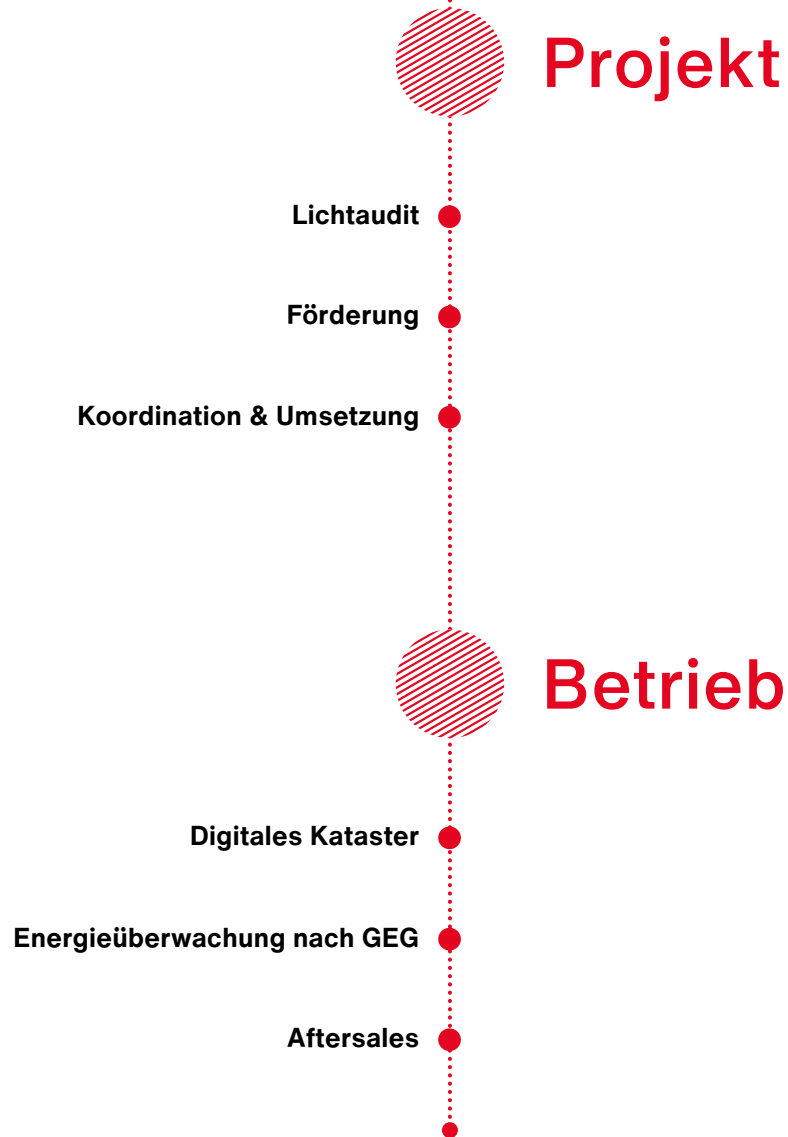 Projekt
Lichtaudit
Förderung
Koordination & Umsetzung
Betrieb
Digitales Kataster
Energieüberwachung nach GEG
Aftersales